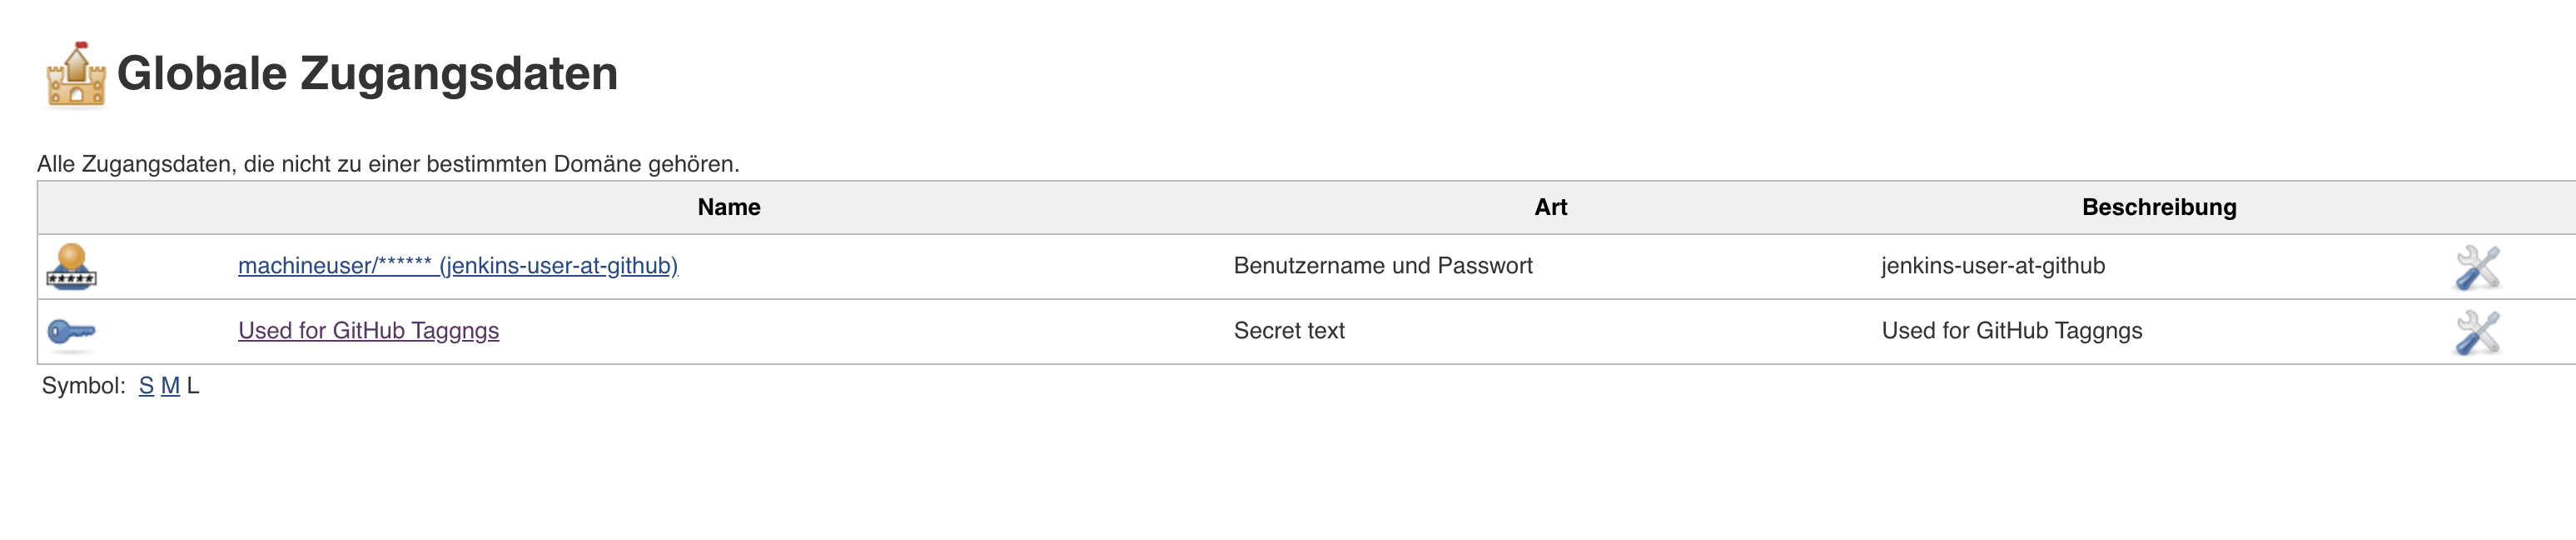 Globale Zugangsdaten
Alle Zugangsdaten, die nicht zu einer bestimmten Domäne gehören.
Name Art Beschreibung
machineuser/****** (jenkins-user-at-github) Benutzername und Passwort jenkins-user-at-github
Used for GitHub Taggngs Secret text Used for GitHub Taggngs
Symbol: S M L